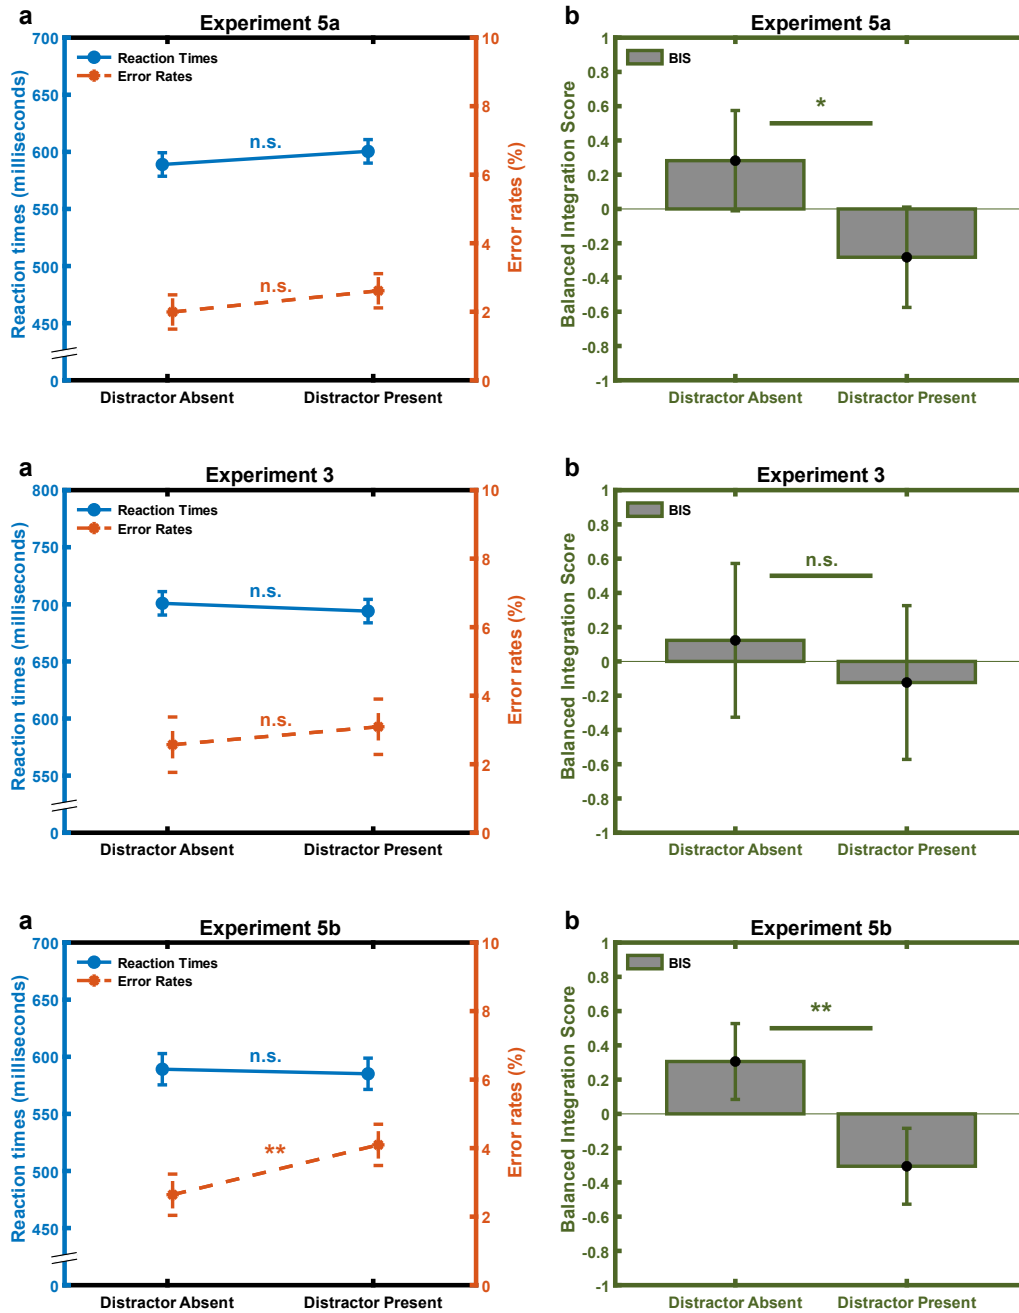 a
Experiment 5a
Reaction times (milliseconds)
700
650
600
550
500
450
0
Reaction Times
Error Rates
n.s.
n.s.
10
8
6
4
2
0
Error rates (%)
Distractor Absent
Distractor Present
b
Experiment 5a
Balanced Integration Score
1
0.8
0.6
0.4
0.2
0
-0.2
-0.4
-0.6
-0.8
-1
BIS
*
Distractor Absent
Distractor Present
a
Experiment 3
Reaction times (milliseconds)
800
750
700
650
600
550
0
Reaction Times
Error Rates
n.s.
n.s.
10
8
6
4
2
0
Error rates (%)
Distractor Absent
Distractor Present
b
Experiment 3
Balanced Integration Score
1
0.8
0.6
0.4
0.2
0
-0.2
-0.4
-0.6
-0.8
-1
BIS
n.s.
Distractor Absent
Distractor Present
a
Experiment 5b
Reaction times (milliseconds)
700
650
600
550
500
450
0
Reaction Times
Error Rates
n.s.
**
10
8
6
4
2
0
Error rates (%)
Distractor Absent
Distractor Present
b
Experiment 5b
Balanced Integration Score
1
0.8
0.6
0.4
0.2
0
-0.2
-0.4
-0.6
-0.8
-1
BIS
**
Distractor Absent
Distractor Present